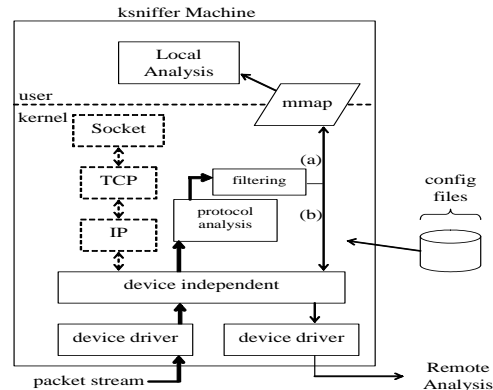 ksniffer Machine
Local
Analysis
user
mmap
kernel
Socket
(a)
TCP
filtering
config
files
protocol
analysis
(b)
IP
device independent
device driver
device driver
packet stream
Remote
Analysis